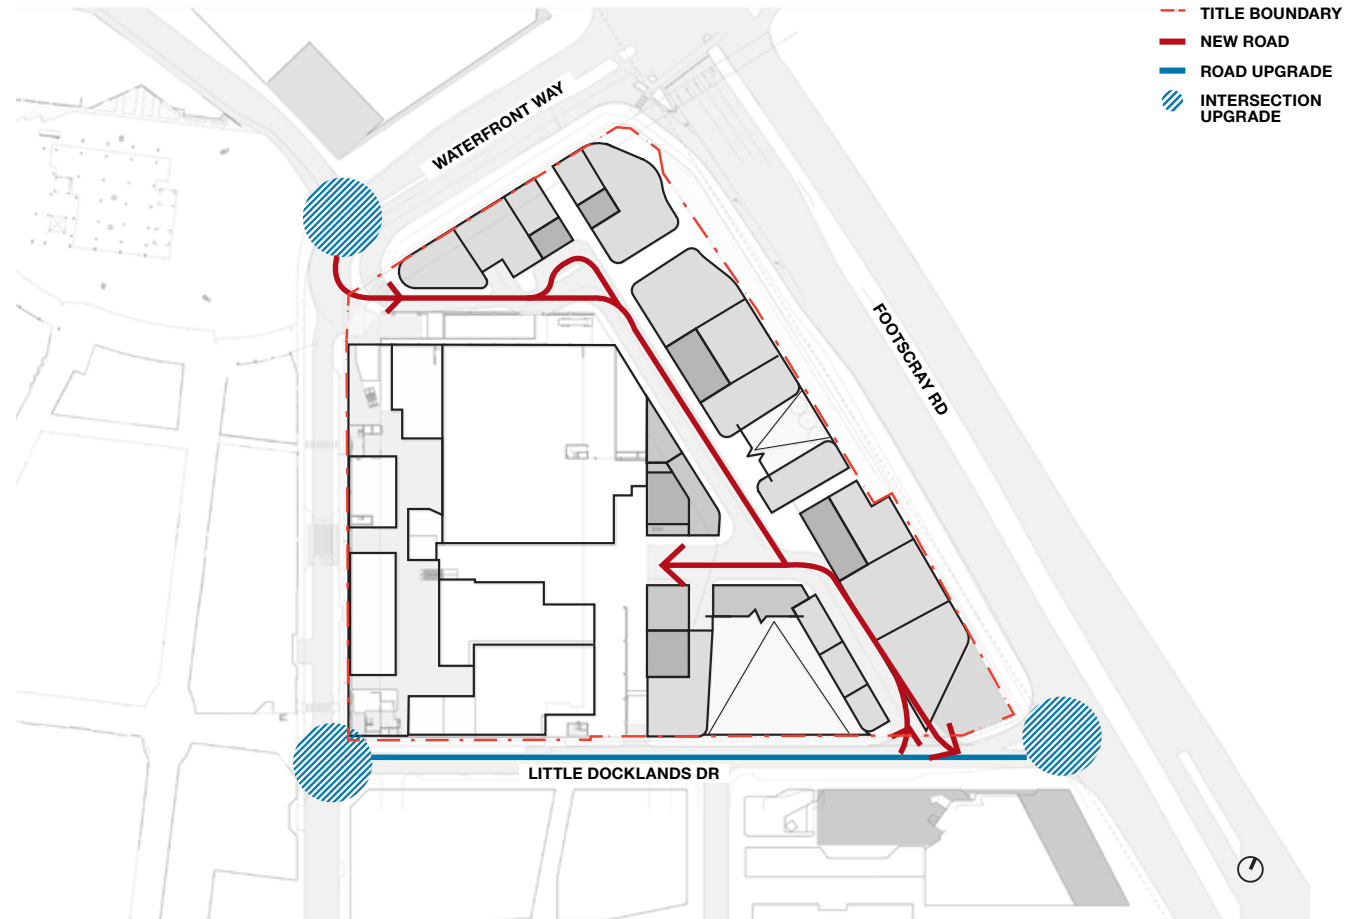 TITLE BOUNDARY
NEW ROAD
ROAD UPGRADE
INTERSECTION
UPGRADE
WATERFRONT WAY
FOOTSCRAY RD
LITTLE DOCKLANDS DR